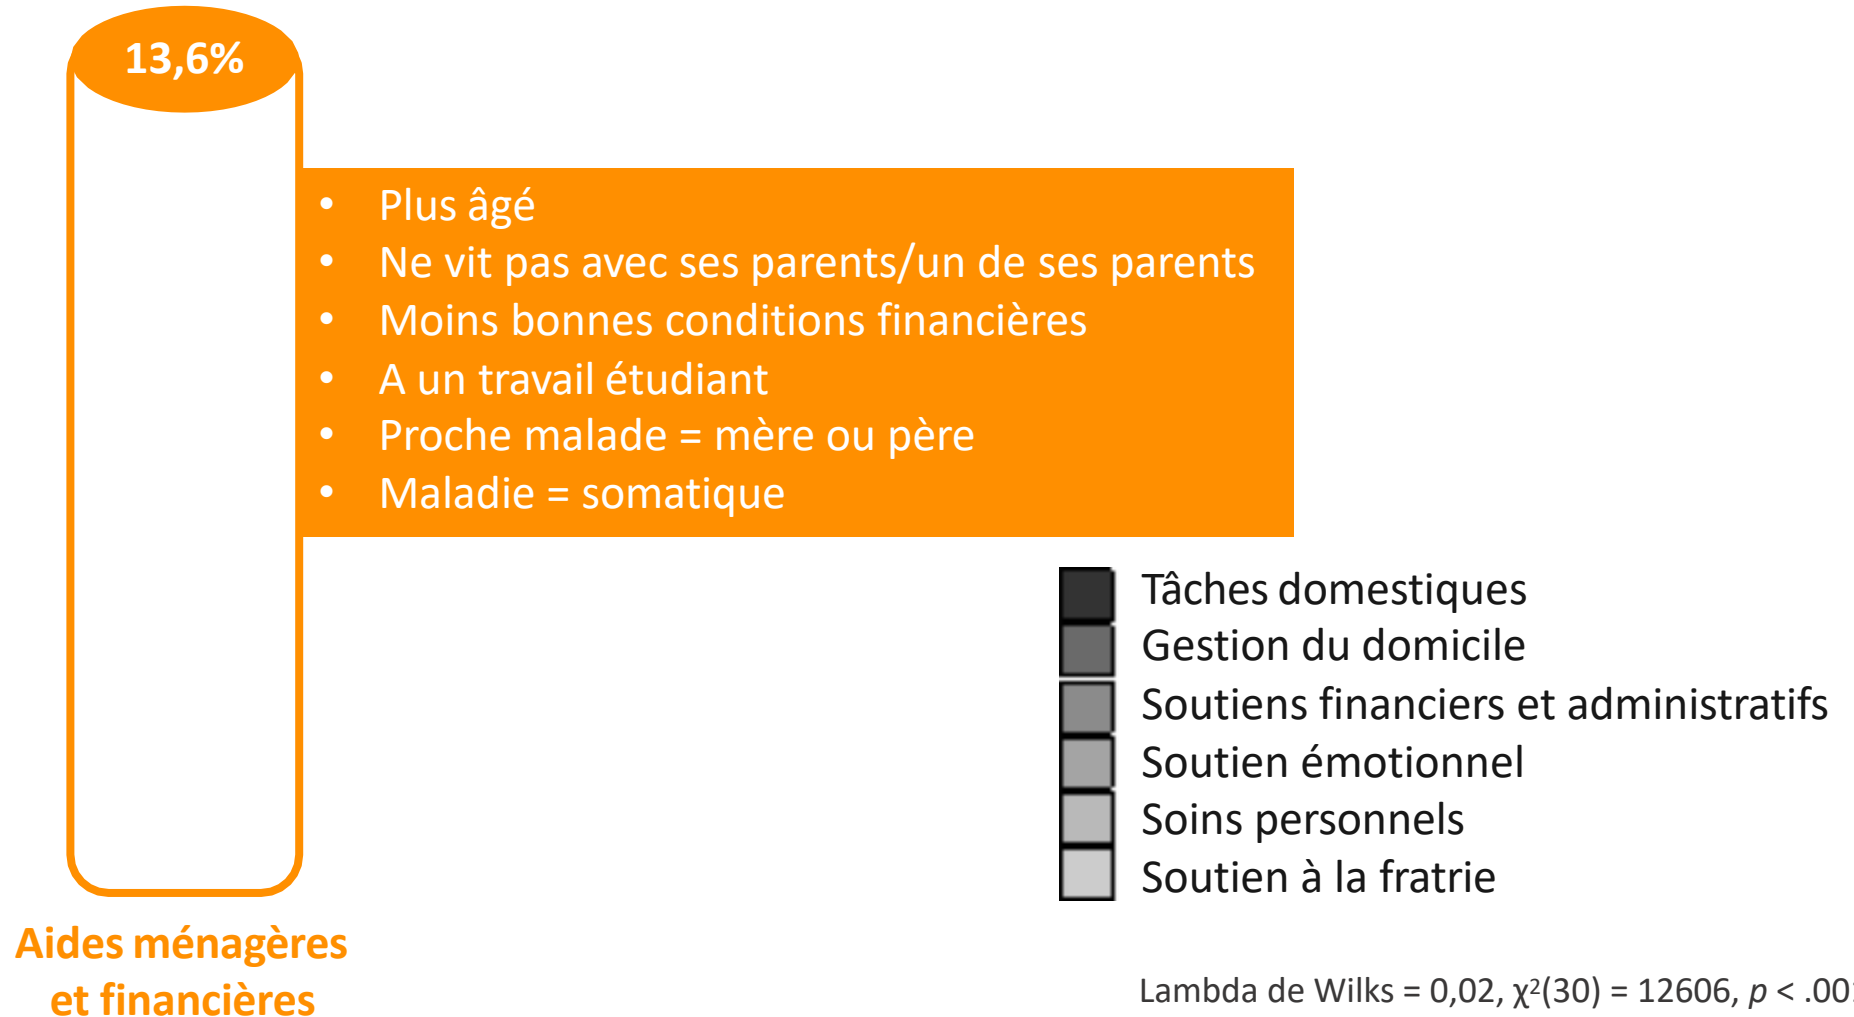 13,6%
• Plus âgé
• Ne vit pas avec ses parents/un de ses parents
• Moins bonnes conditions financières
• A un travail étudiant
• Proche malade = mère ou père
• Maladie = somatique
Tâches domestiques
Gestion du domicile
Soutiens financiers et administratifs
Soutien émotionnel
Soins personnels
Soutien à la fratrie
Aides ménagères
et financières
Lambda de Wilks = 0,02, χ²(30) = 12606, p < .001